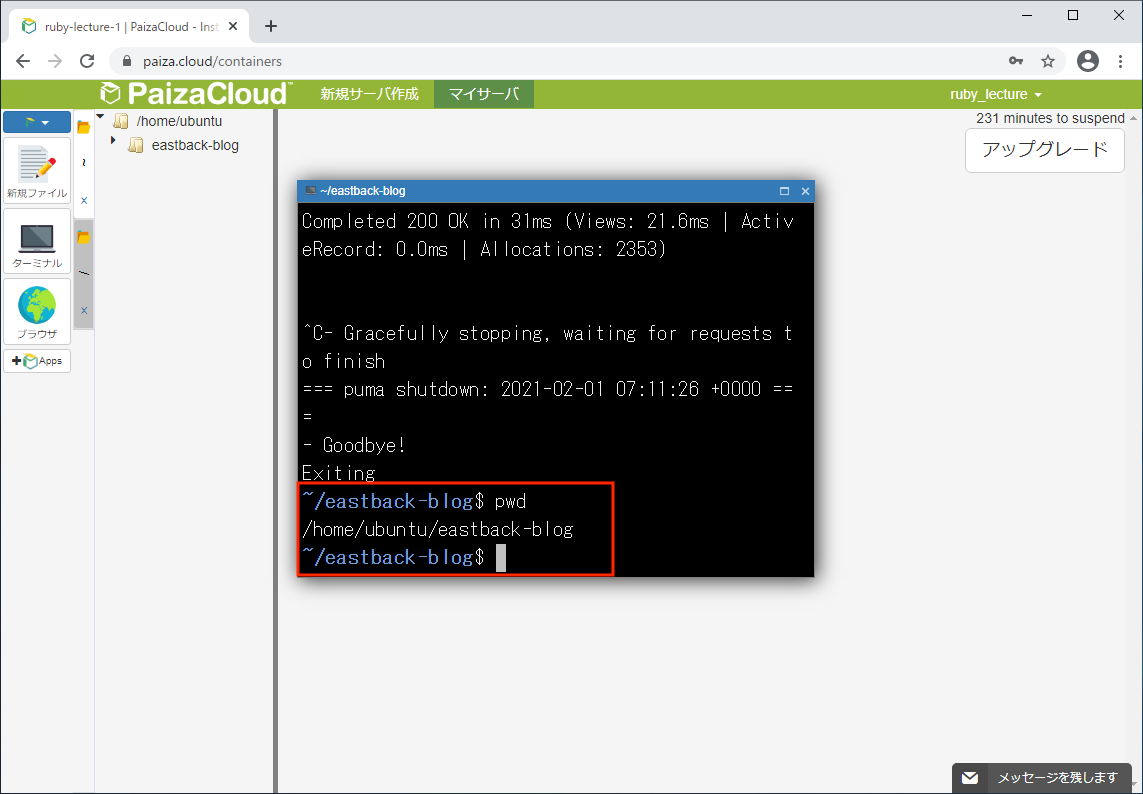 ruby-lecture-1 | PaizaCloud - Inst
paiza.cloud/containers
PaizaCloud™ 新規サーバ作成 マイサーバ ruby_lecture
231 minutes to suspend
アップグレード
/home/ubuntu
eastback-blog
新規ファイル
ターミナル
ブラウザ
Apps
~/eastback-blog
Completed 200 OK in 31ms (Views: 21.6ms | Activ
eRecord: 0.0ms | Allocations: 2353)
^C- Gracefully stopping, waiting for requests t
o finish
=== puma shutdown: 2021-02-01 07:11:26 +0000 ==
=
- Goodbye!
Exiting
~/eastback-blog$ pwd
/home/ubuntu/eastback-blog
~/eastback-blog$
メッセージを残します